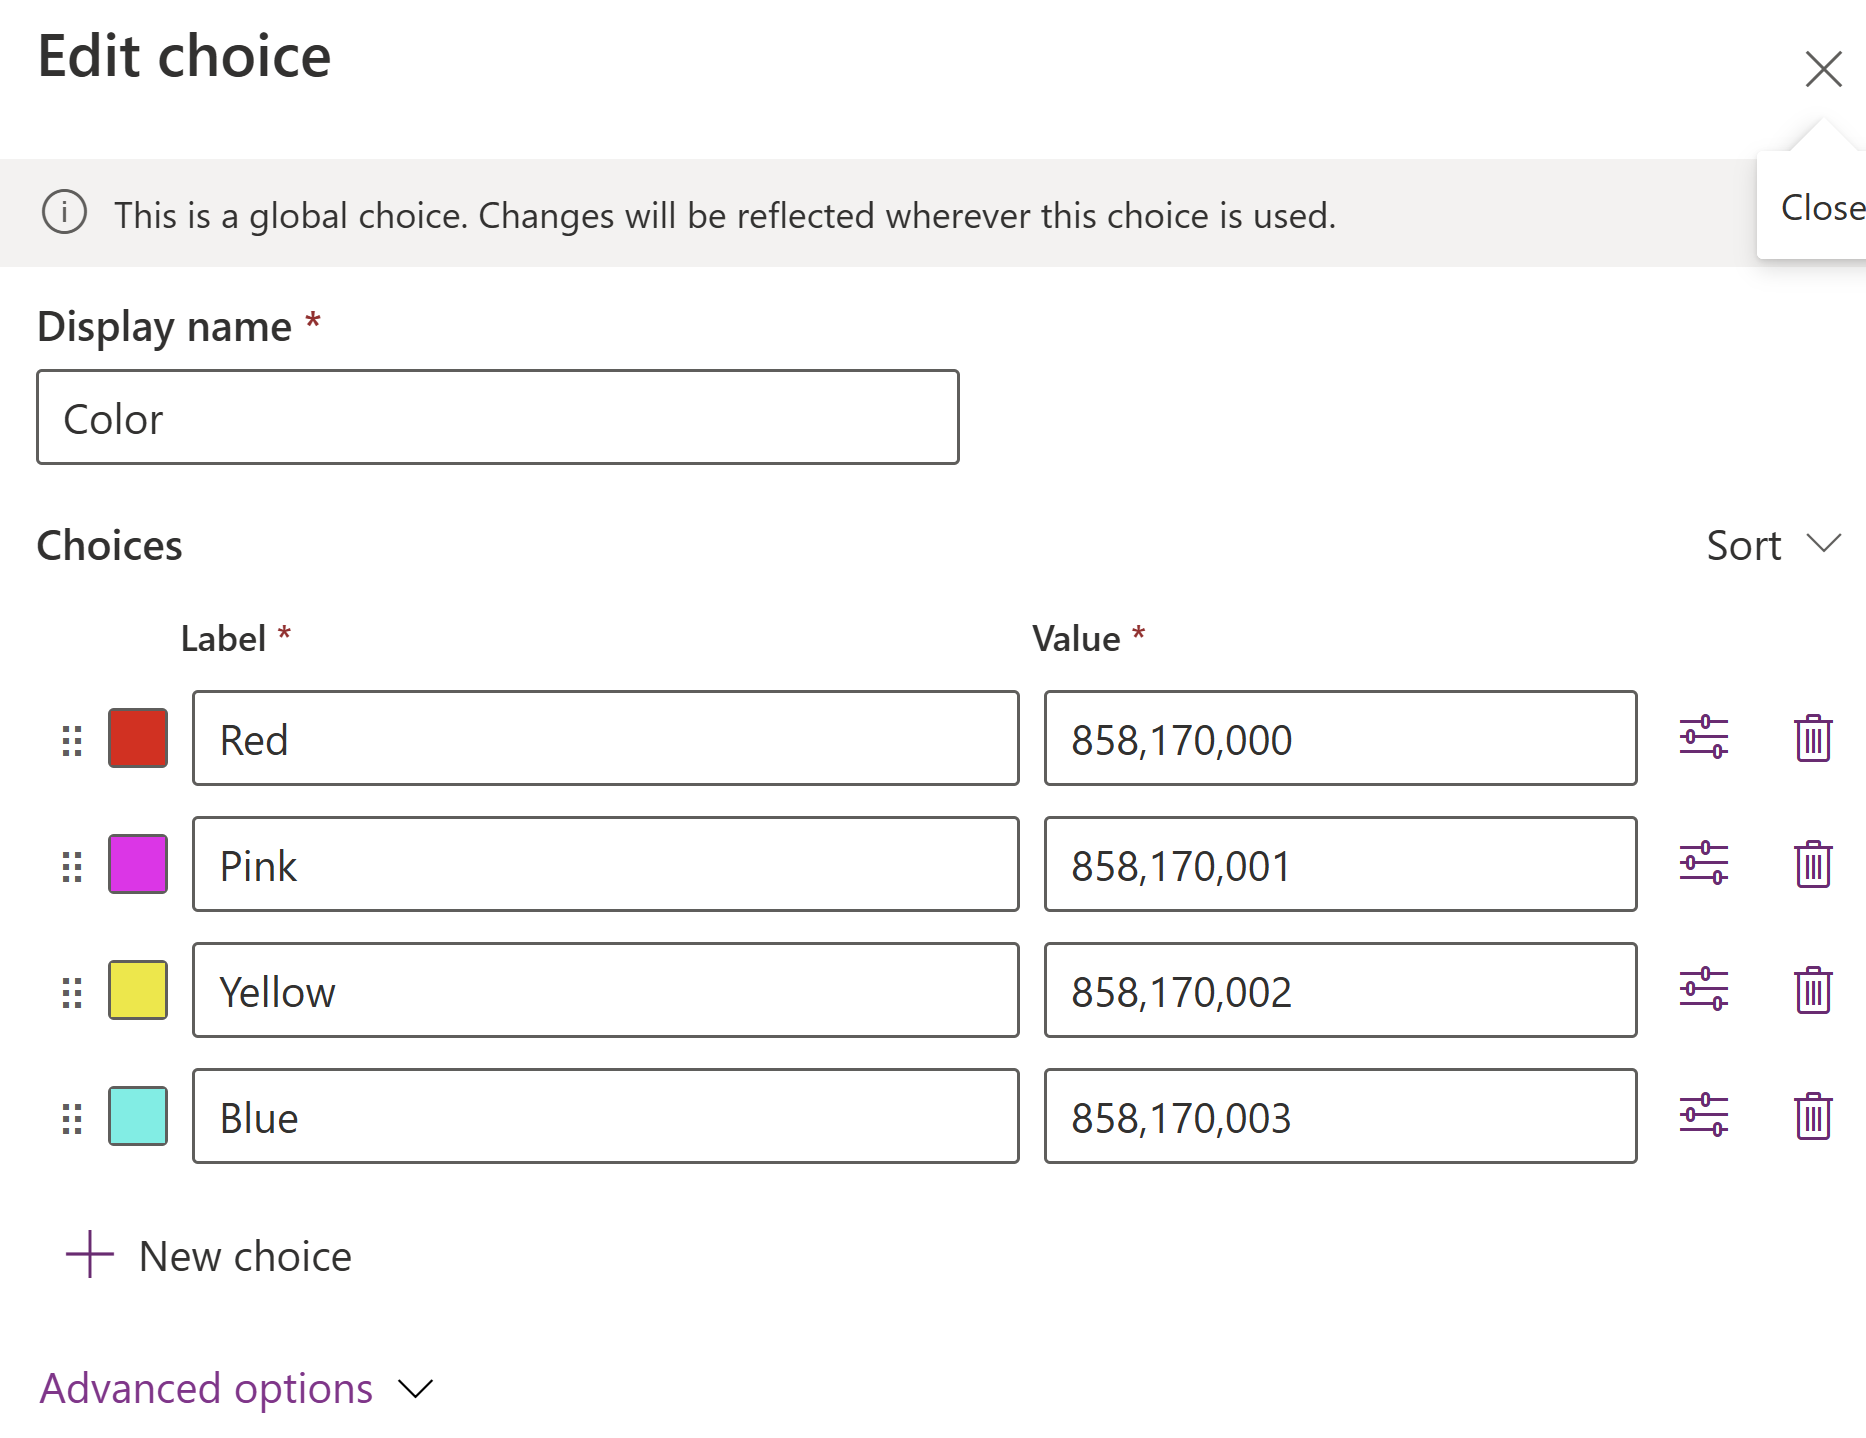 Edit choice
This is a global choice. Changes will be reflected wherever this choice is used.
Close
Display name *
Color
Choices
Sort
Label *
Value *
Red
858,170,000
Pink
858,170,001
Yellow
858,170,002
Blue
858,170,003
New choice
Advanced options